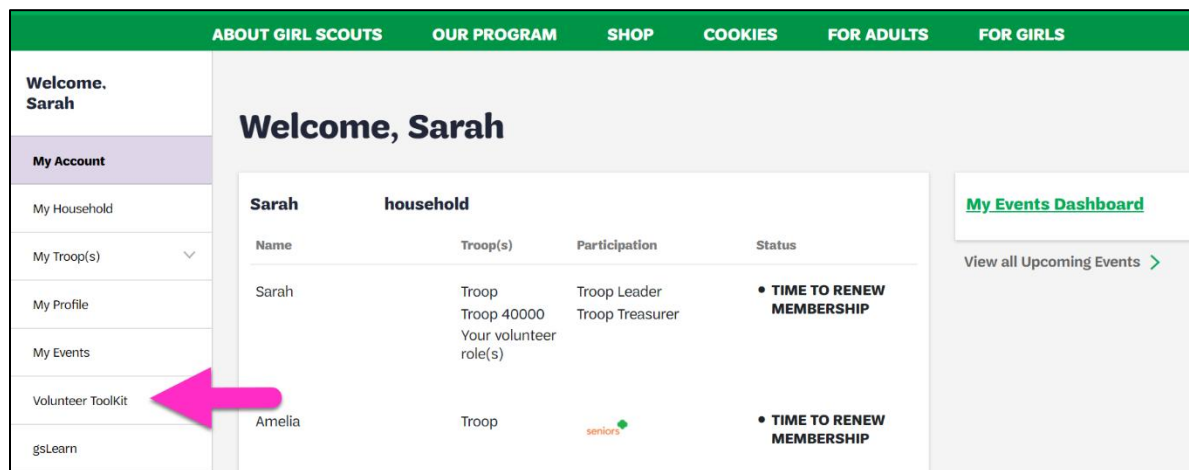 ABOUT GIRL SCOUTS OUR PROGRAM SHOP COOKIES FOR ADULTS FOR GIRLS
Welcome.
Sarah
My Account
My Household
My Troop(s)
My Profile
My Events
Volunteer ToolKit
gsLearn
Welcome, Sarah
Sarah household
Name Troop(s) Participation Status
Sarah Troop Troop Leader • TIME TO RENEW
Troop 40000 Troop Treasurer MEMBERSHIP
Your volunteer
role(s)
Amelia Troop seniors • TIME TO RENEW
MEMBERSHIP
My Events Dashboard
View all Upcoming Events >